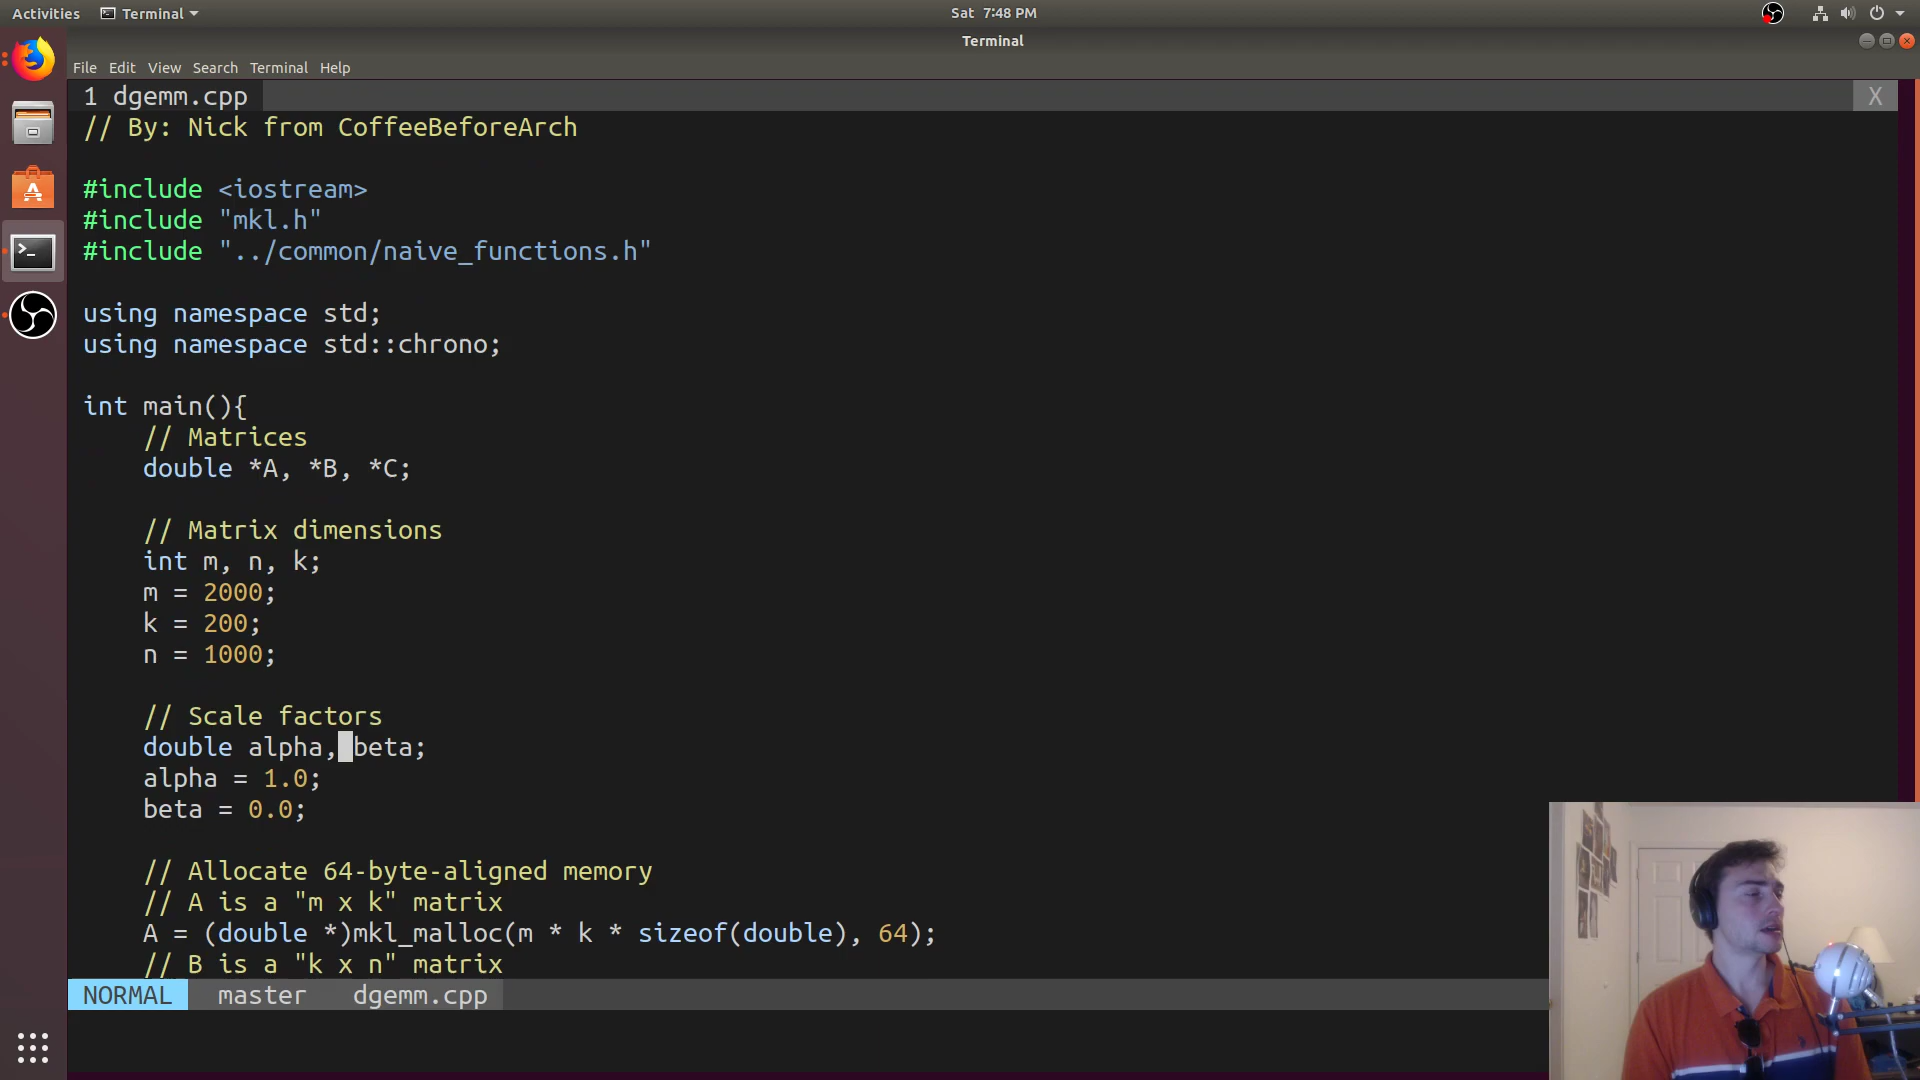 Activities Terminal Sat 7:48 PM
Terminal
File Edit View Search Terminal Help
1 dgemm.cpp X
// By: Nick from CoffeeBeforeArch
#include <iostream>
#include "mkl.h"
#include "../common/naive_functions.h"
using namespace std;
using namespace std::chrono;
int main(){
// Matrices
double *A, *B, *C;
// Matrix dimensions
int m, n, k;
m = 2000;
k = 200;
n = 1000;
// Scale factors
double alpha, beta;
alpha = 1.0;
beta = 0.0;
// Allocate 64-byte-aligned memory
// A is a "m x k" matrix
A = (double *)mkl_malloc(m * k * sizeof(double), 64);
// B is a "k x n" matrix
NORMAL master dgemm.cpp